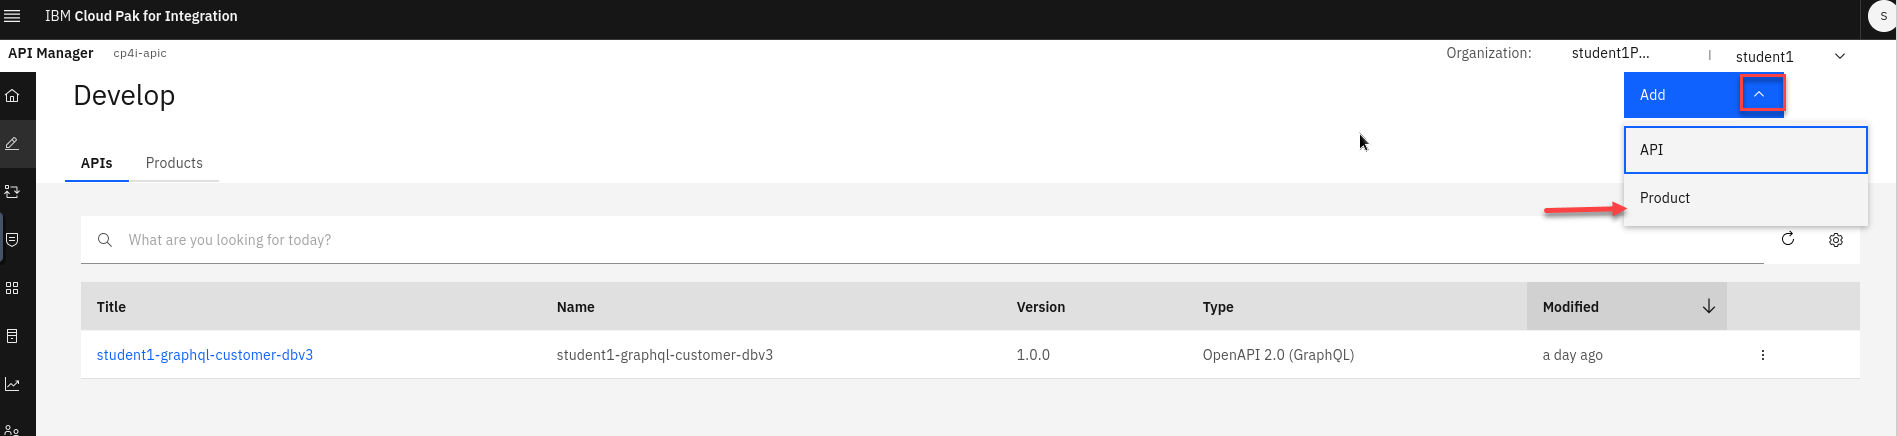 IBM Cloud Pak for Integration
S
API Manager cp4i-apic Organization: student1P... | student1
Develop
Add
API
Product
APIs Products
What are you looking for today?
Title Name Version Type Modified
student1-graphql-customer-dbv3 student1-graphql-customer-dbv3 1.0.0 OpenAPI 2.0 (GraphQL) a day ago